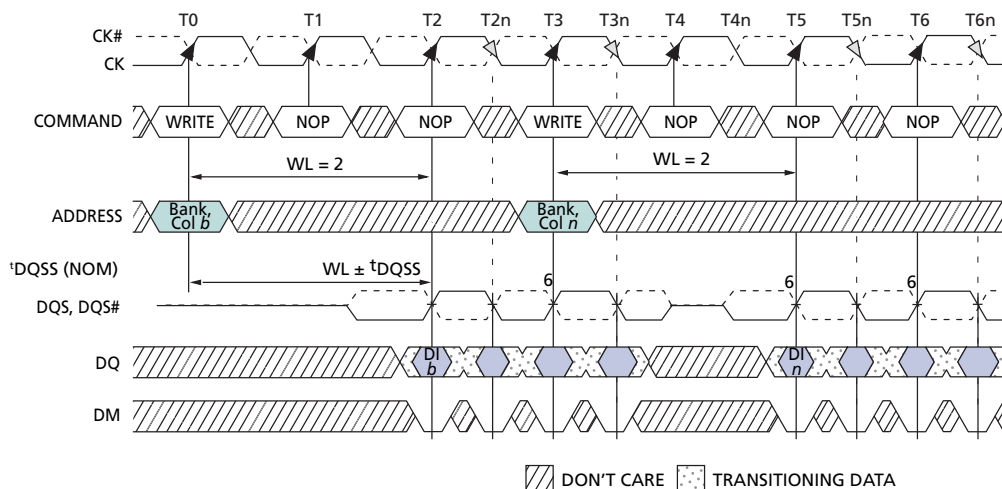 T0 T1 T2 T2n T3 T3n T4 T4n T5 T5n T6 T6n
CK#
CK
COMMAND WRITE NOP NOP WRITE NOP NOP NOP
WL = 2 WL = 2
ADDRESS Bank, Col b Bank, Col n
tDQSS (NOM) WL ± tDQSS 6 6 6
DQS, DQS#
DQ DI b DI n
DM
DON'T CARE TRANSITIONING DATA